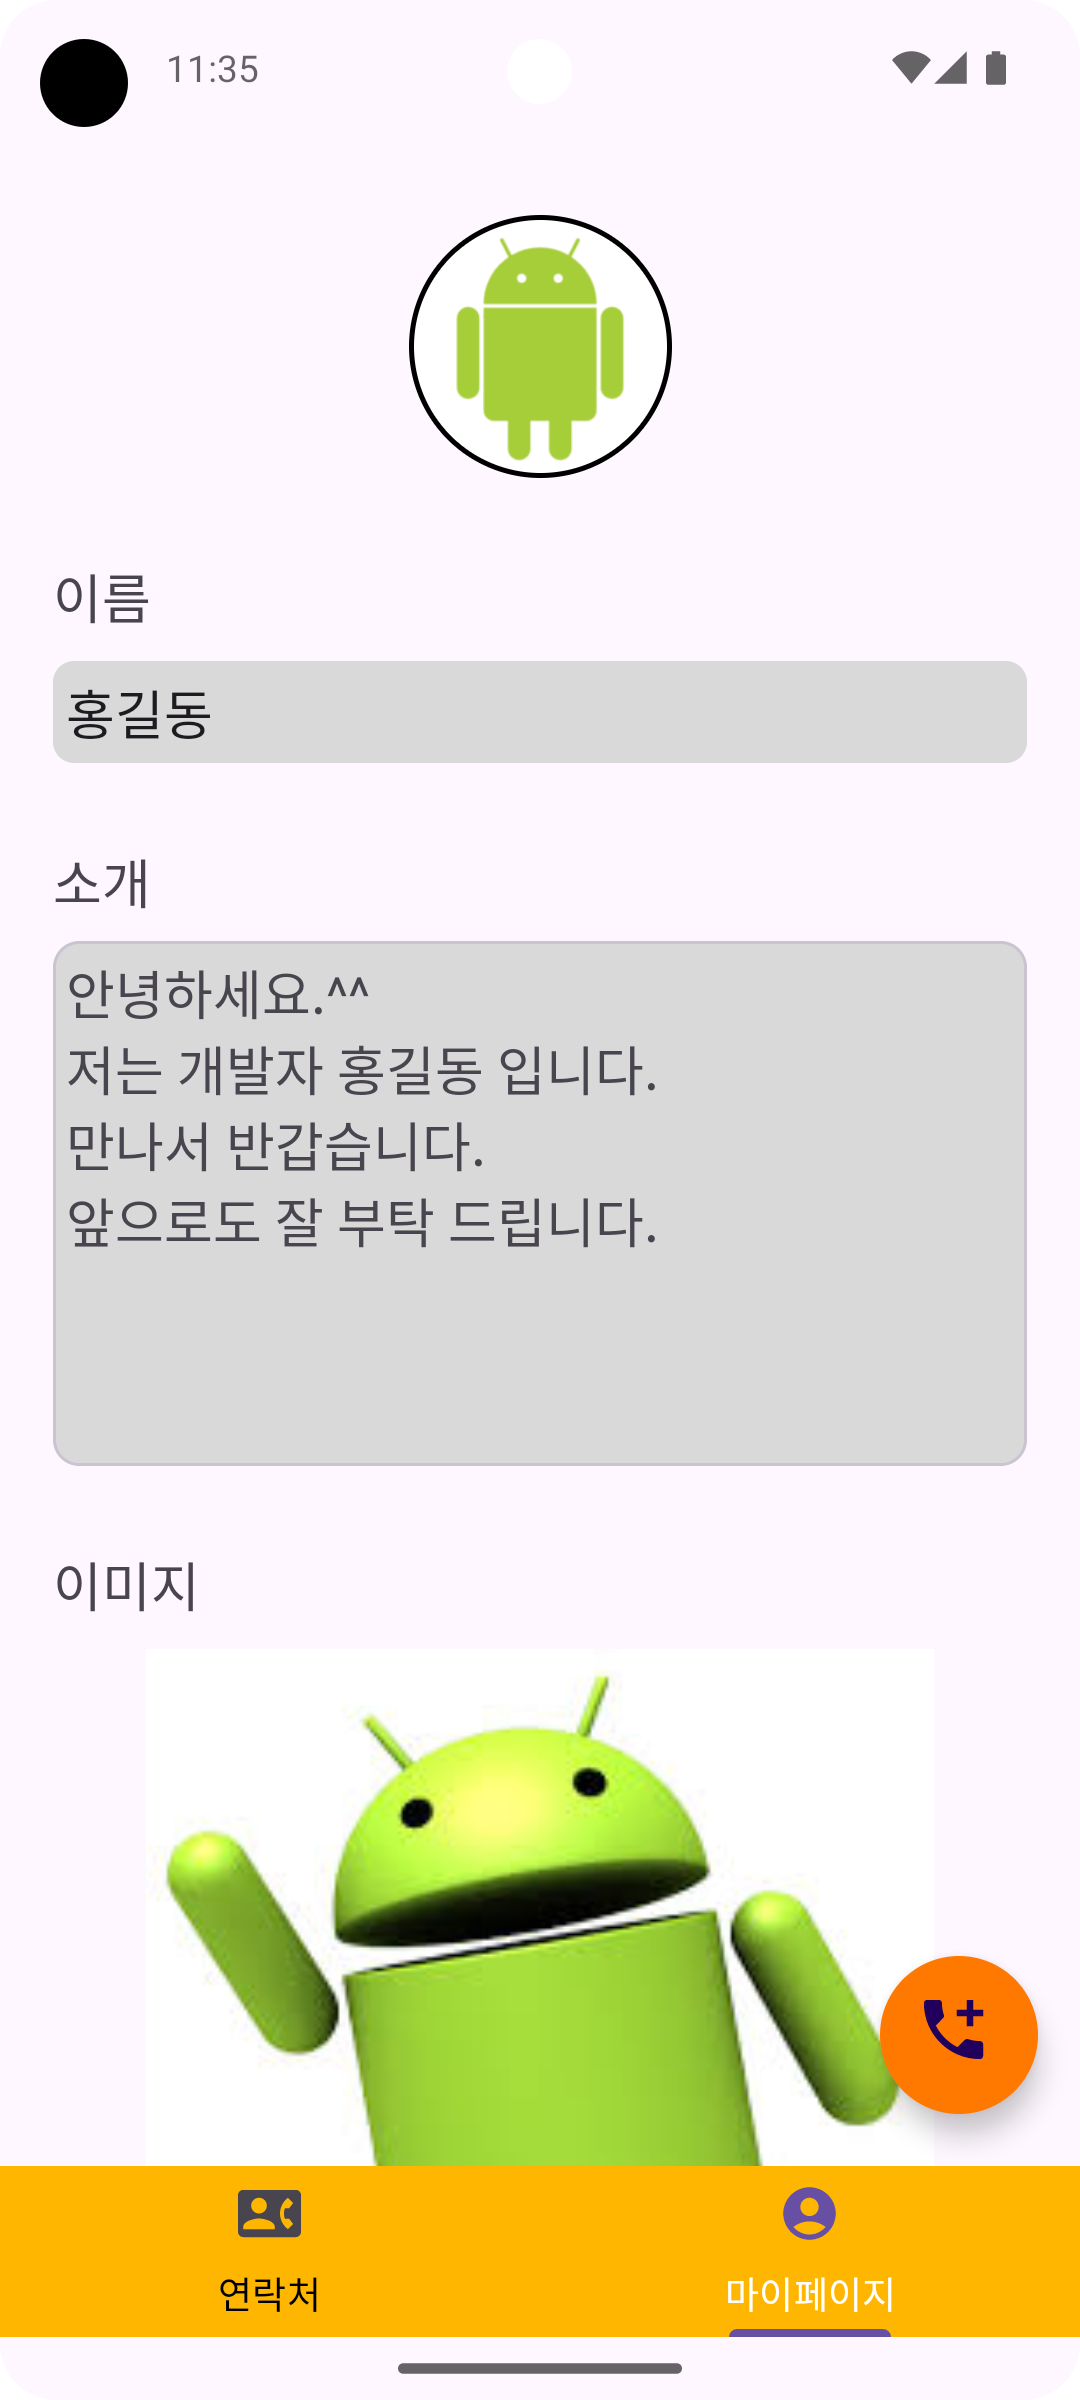 11:35
이름
홍길동
소개
안녕하세요.^^
저는 개발자 홍길동 입니다.
만나서 반갑습니다.
앞으로도 잘 부탁 드립니다.
이미지
연락처
마이페이지